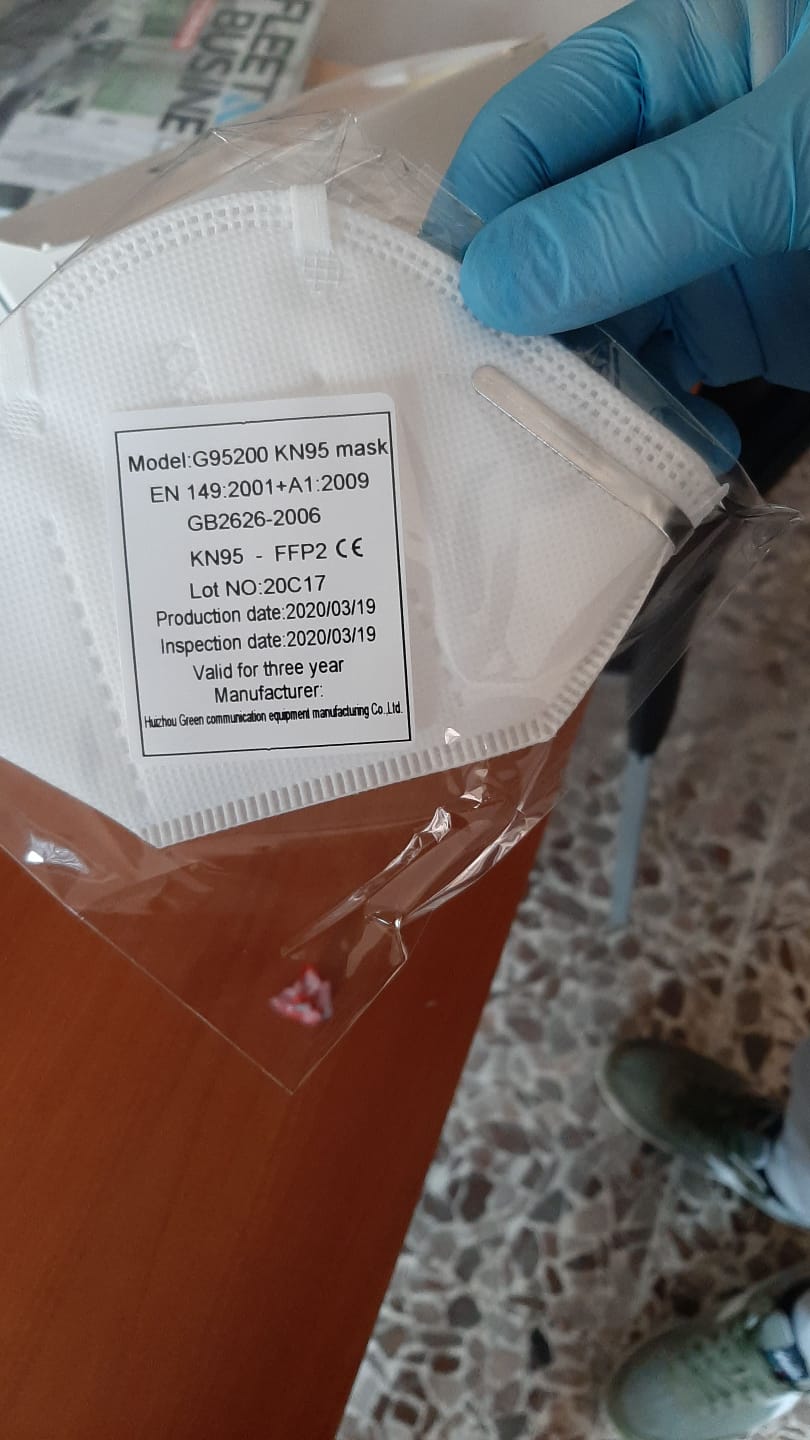 FLEET
BUSINE
Model:G95200 KN95 mask
EN 149:2001+A1:2009
GB2626-2006
KN95 - FFP2 CE
Lot NO:20C17
Production date:2020/03/19
Inspection date:2020/03/19
Valid for three year
Manufacturer:
Huizhou Green communication equipment manufacturing Co.,Ltd.